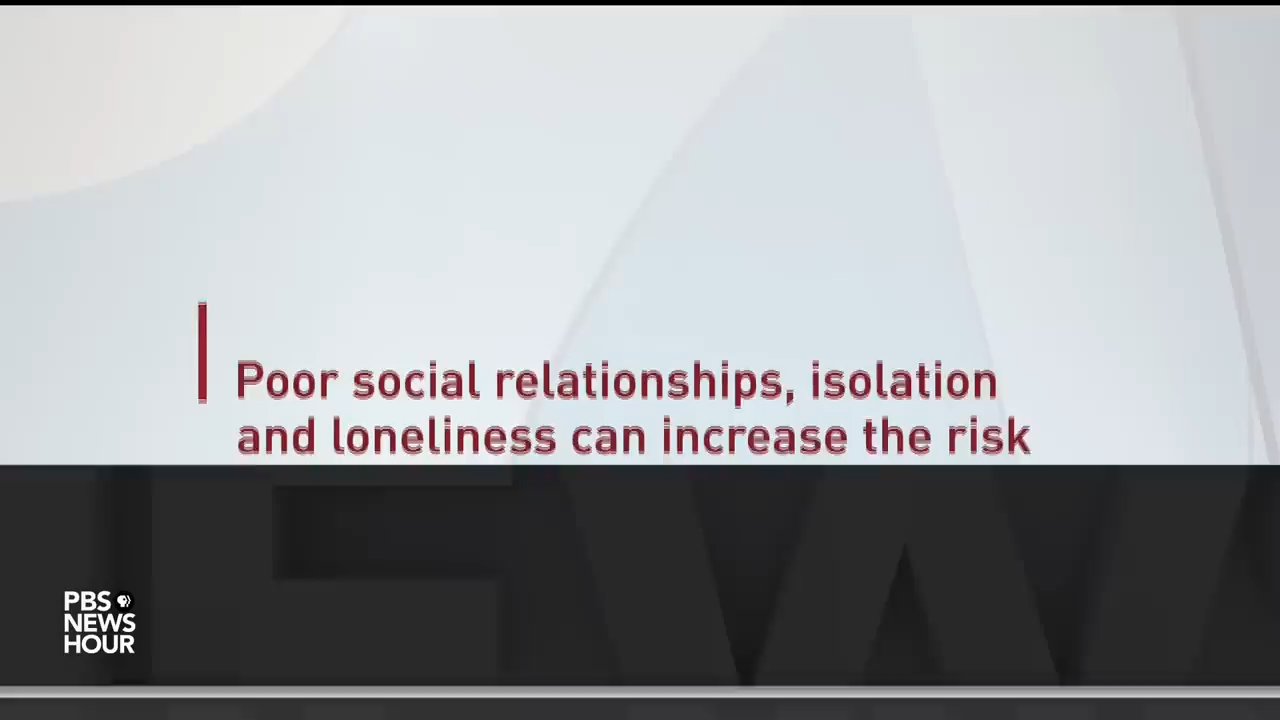 Poor social relationships, isolation
and loneliness can increase the risk
PBS
NEWS
HOUR